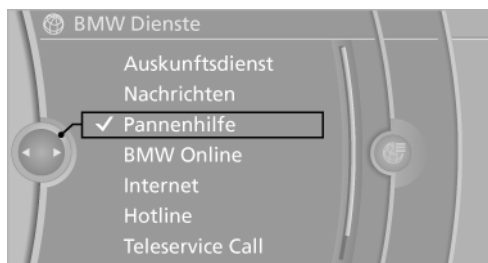 BMW Dienste
Auskunftsdienst
Nachrichten
Pannenhilfe
BMW Online
Internet
Hotline
Teleservice Call